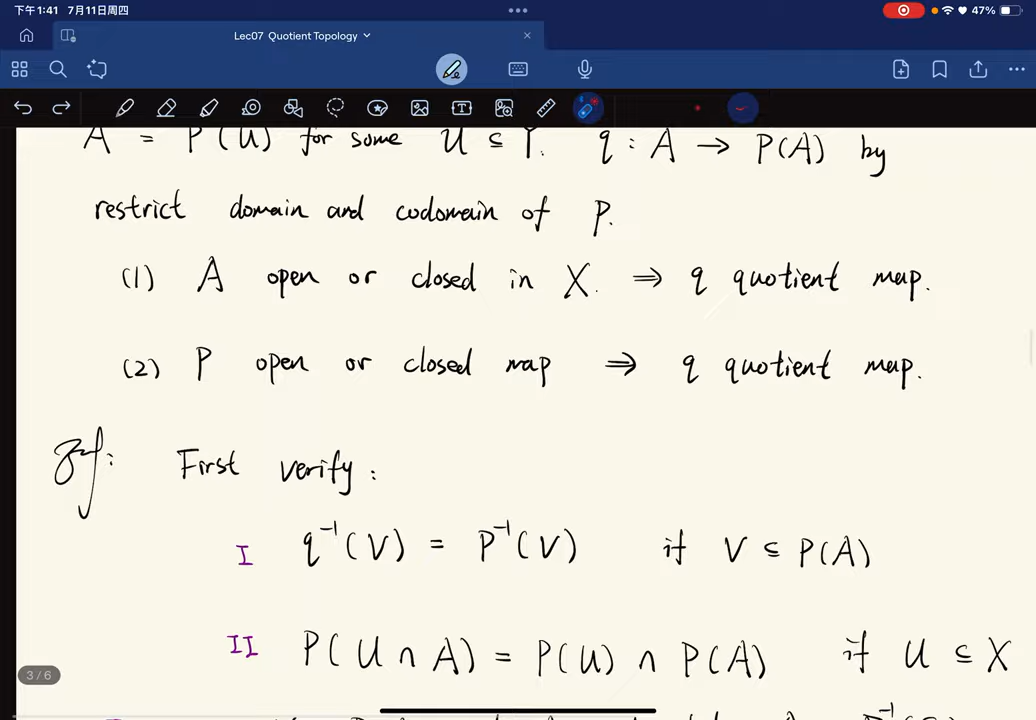 下午1:41 7月11日周四
47%
Lec07 Quotient Topology
A = P(U) for some U ⊆ Y. q : A → P(A) by
restrict domain and codomain of P.
(1) A open or closed in X. ⇒ q quotient map.
(2) P open or closed map ⇒ q quotient map.
First verify :
I q⁻¹(V) = P⁻¹(V) if V ⊆ P(A)
II P(U ∩ A) = P(U) ∩ P(A) if U ⊆ X
3 / 6